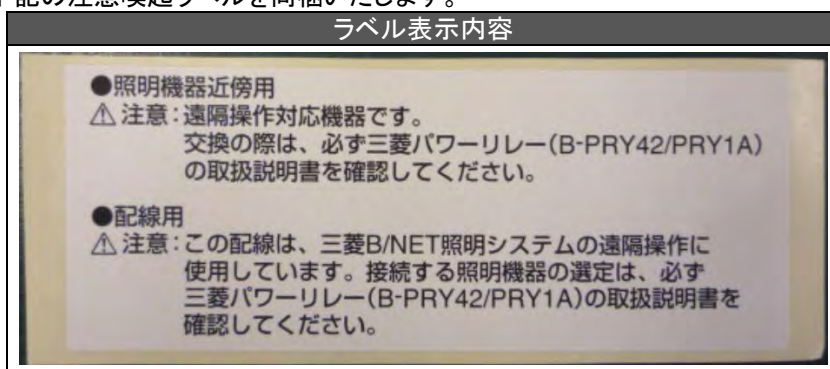 下記の注意喚起ラベルを同梱いたします。
ラベル表示内容
●照明機器近傍用
⚠注意:遠隔操作対応機器です。
交換の際は、必ず三菱パワーリレー(B-PRY42/PRY1A)
の取扱説明書を確認してください。
●配線用
⚠注意:この配線は、三菱B/NET照明システムの遠隔操作に
使用しています。接続する照明機器の選定は、必ず
三菱パワーリレー(B-PRY42/PRY1A)の取扱説明書を
確認してください。